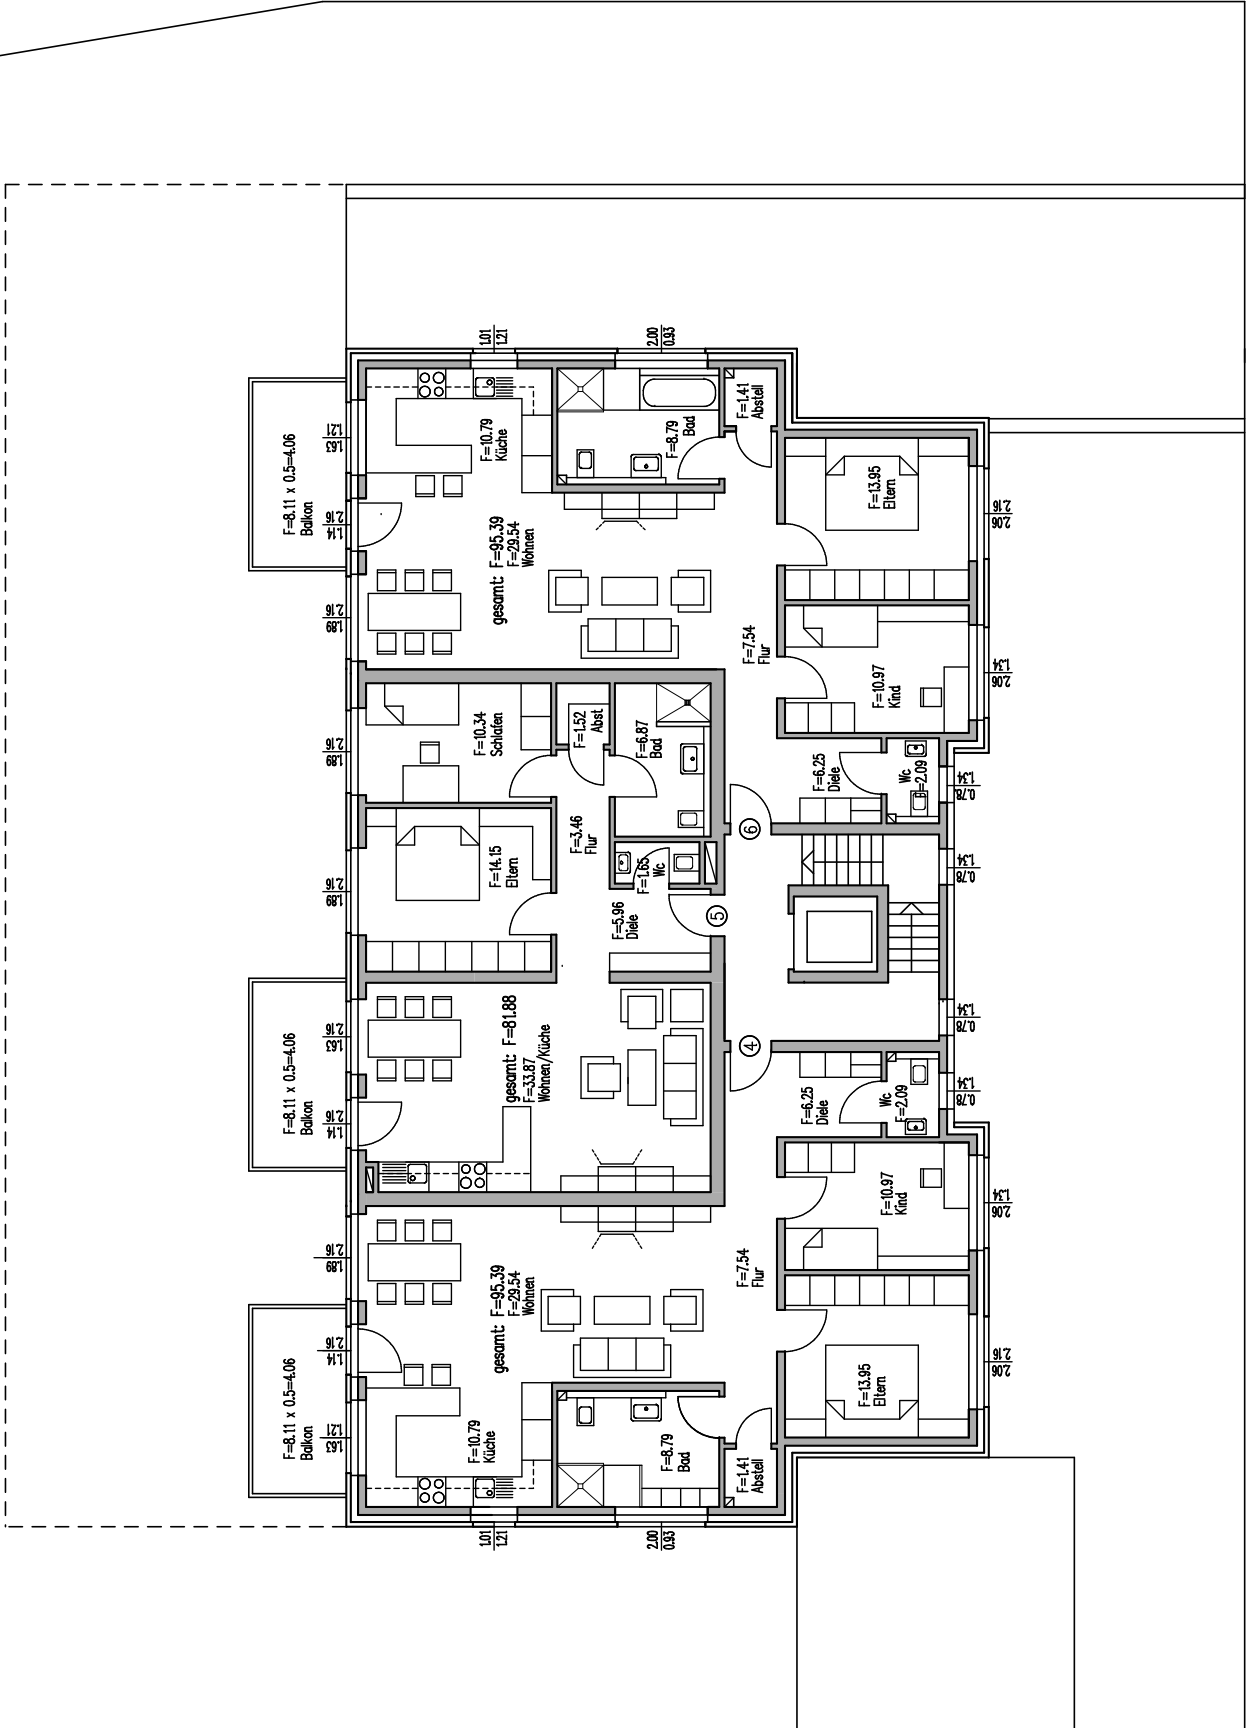 F=8.11 x 0.5=4.06
Balkon
1.21
1.63
2.16
1.14
2.16
1.89
1.01
1.21
2.00
0.93
F=10.79
Küche
F=8.79
Bad
F=1.41
Abstell
gesamt: F=95.39
F=29.54
Wohnen
F=13.95
Eltern
2.16
2.06
F=7.54
Flur
F=10.97
Kind
1.34
2.06
2.16
1.89
F=10.34
Schlafen
F=1.52
Abst
F=6.87
Bad
F=6.25
Diele
Wc
F=2.09
1.34
0.78
6
2.16
1.89
F=14.15
Eltern
F=3.46
Flur
F=1.65
Wc
1.34
0.78
F=5.96
Diele
5
F=8.11 x 0.5=4.06
Balkon
2.16
1.63
2.16
1.14
gesamt: F=81.88
F=33.87
Wohnen/Küche
4
1.34
0.78
F=6.25
Diele
Wc
F=2.09
1.34
0.78
F=10.97
Kind
1.34
2.06
2.16
1.89
gesamt: F=95.39
F=29.54
Wohnen
F=7.54
Flur
F=8.11 x 0.5=4.06
Balkon
2.16
1.14
1.21
1.63
F=13.95
Eltern
2.16
2.06
F=10.79
Küche
F=8.79
Bad
F=1.41
Abstell
1.01
1.21
2.00
0.93